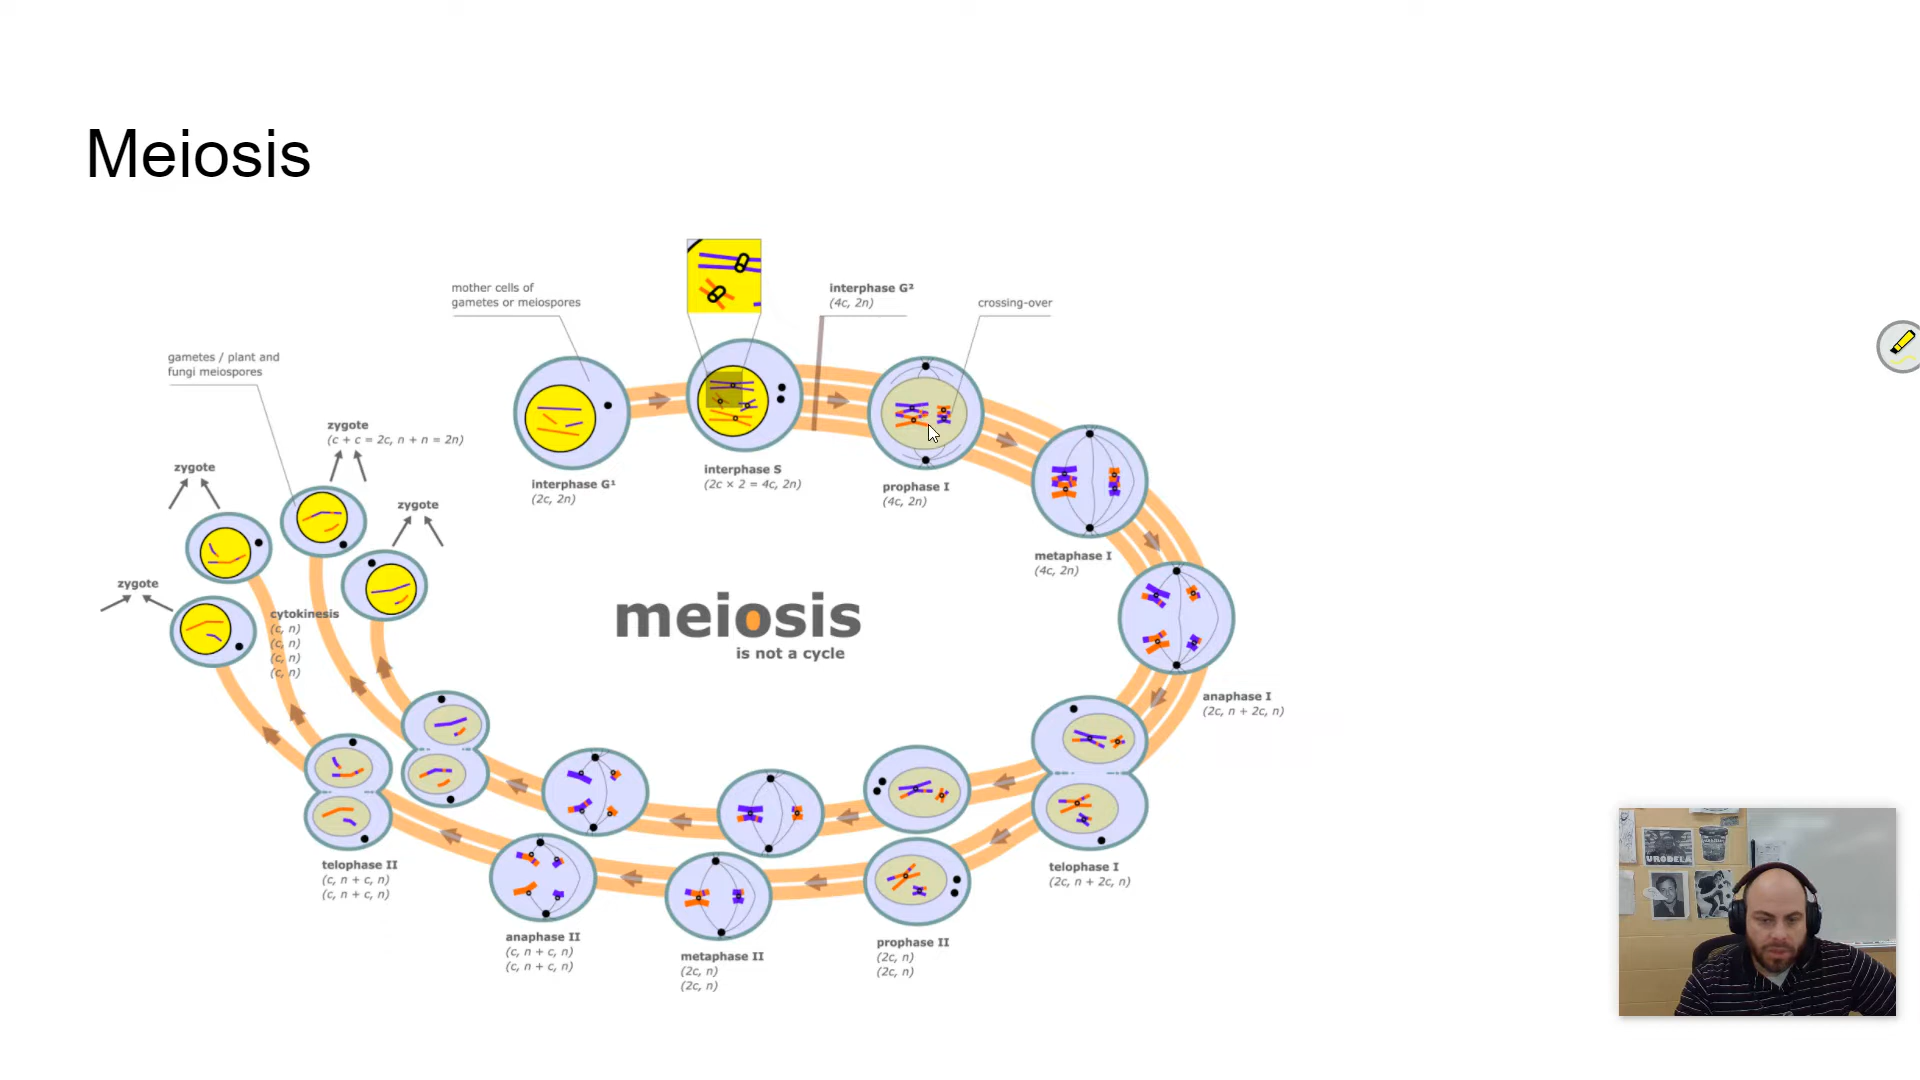 Meiosis
mother cells of
gametes or meiospores
interphase G²
(4c, 2n)
crossing-over
gametes / plant and
fungi meiospores
zygote
(c + c = 2c, n + n = 2n)
zygote
zygote
zygote
interphase G¹
(2c, 2n)
interphase S
(2c × 2 = 4c, 2n)
prophase I
(4c, 2n)
metaphase I
(4c, 2n)
cytokinesis
(c, n)
(c, n)
(c, n)
(c, n)
meiosis
is not a cycle
anaphase I
(2c, n + 2c, n)
telophase I
(2c, n + 2c, n)
telophase II
(c, n + c, n)
(c, n + c, n)
anaphase II
(c, n + c, n)
(c, n + c, n)
metaphase II
(2c, n)
(2c, n)
prophase II
(2c, n)
(2c, n)
URODELA